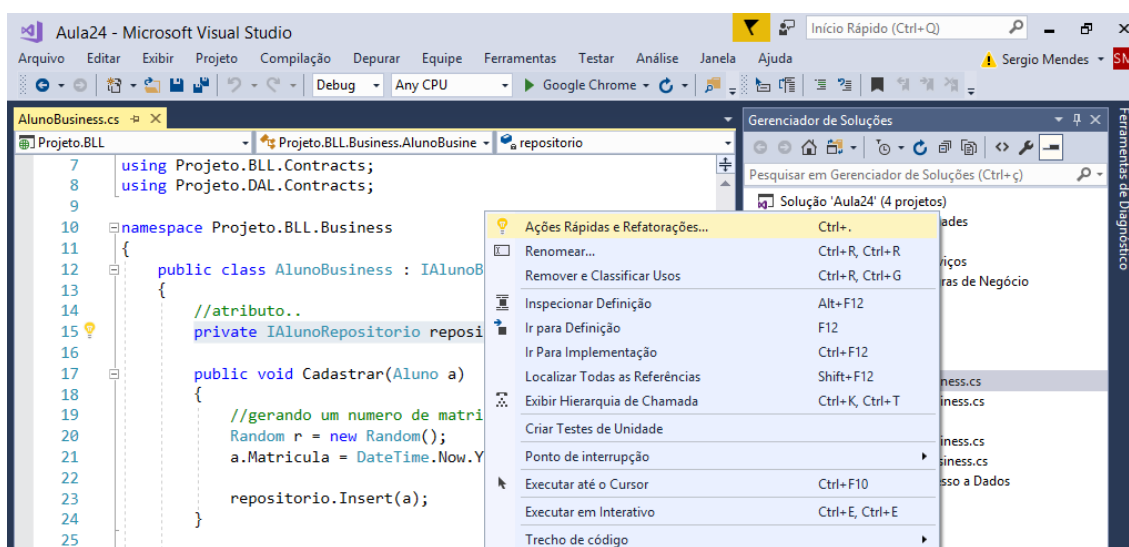 Aula24 - Microsoft Visual Studio
Início Rápido (Ctrl+Q)
Arquivo Editar Exibir Projeto Compilação Depurar Equipe Ferramentas Testar Análise Janela Ajuda
Sergio Mendes
SM
Debug Any CPU Google Chrome
AlunoBusiness.cs
Projeto.BLL Projeto.BLL.Business.AlunoBusine repositorio
7 using Projeto.BLL.Contracts;
8 using Projeto.DAL.Contracts;
9
10 namespace Projeto.BLL.Business
11 {
12 public class AlunoBusiness : IAlunoB
13 {
14 //atributo..
15 private IAlunoRepositorio reposi
16
17 public void Cadastrar(Aluno a)
18 {
19 //gerando um numero de matri
20 Random r = new Random();
21 a.Matricula = DateTime.Now.Y
22
23 repositorio.Insert(a);
24 }
25
Ações Rápidas e Refatorações... Ctrl+.
Renomear... Ctrl+R, Ctrl+R
Remover e Classificar Usos Ctrl+R, Ctrl+G
Inspecionar Definição Alt+F12
Ir para Definição F12
Ir Para Implementação Ctrl+F12
Localizar Todas as Referências Shift+F12
Exibir Hierarquia de Chamada Ctrl+K, Ctrl+T
Criar Testes de Unidade
Ponto de interrupção
Executar até o Cursor Ctrl+F10
Executar em Interativo Ctrl+E, Ctrl+E
Trecho de código
Gerenciador de Soluções
Pesquisar em Gerenciador de Soluções (Ctrl+ç)
Solução 'Aula24' (4 projetos)
ades
viços
ras de Negócio
ness.cs
iness.cs
iness.cs
siness.cs
sso a Dados
Ferramentas de Diagnóstico